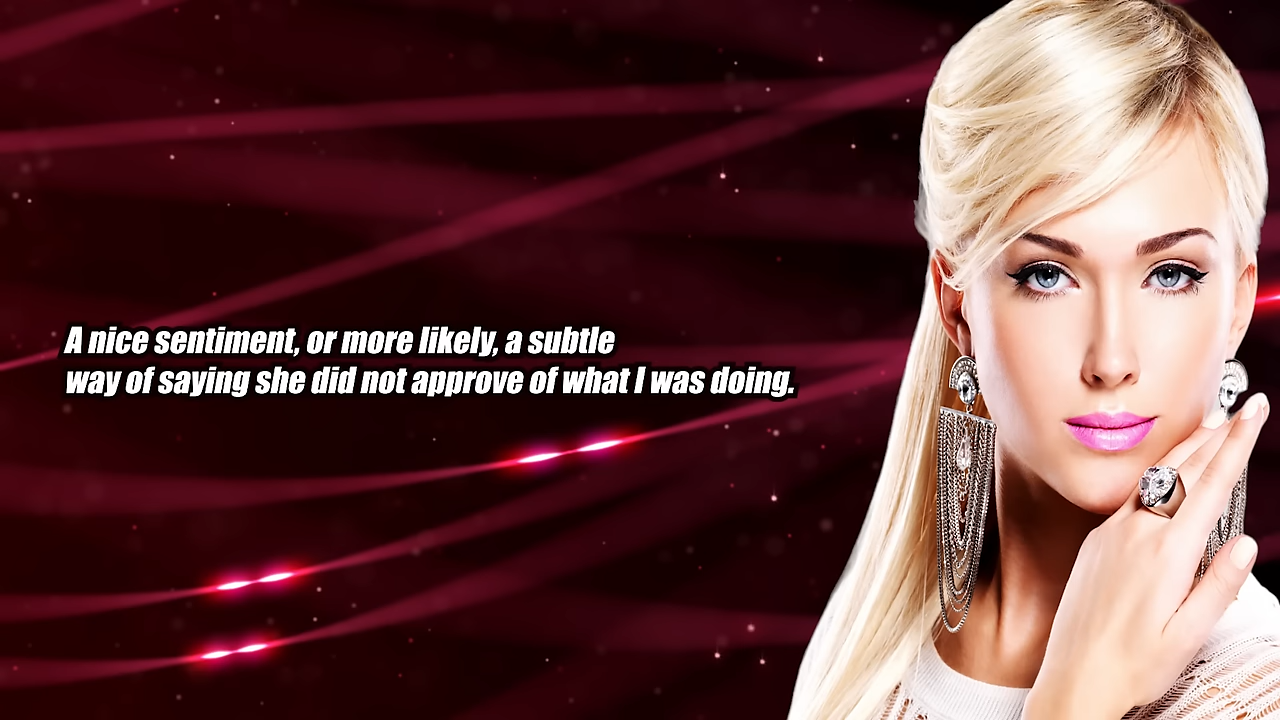 A nice sentiment, or more likely, a subtle
way of saying she did not approve of what I was doing.